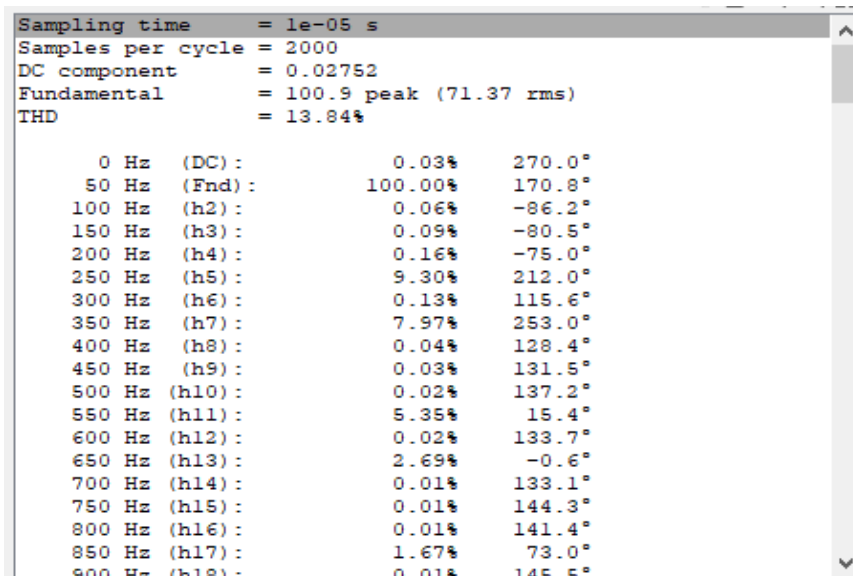 Sampling time = 1e-05 s
Samples per cycle = 2000
DC component = 0.02752
Fundamental = 100.9 peak (71.37 rms)
THD = 13.84%
0 Hz (DC): 0.03% 270.0°
50 Hz (Fnd): 100.00% 170.8°
100 Hz (h2): 0.06% -86.2°
150 Hz (h3): 0.09% -80.5°
200 Hz (h4): 0.16% -75.0°
250 Hz (h5): 9.30% 212.0°
300 Hz (h6): 0.13% 115.6°
350 Hz (h7): 7.97% 253.0°
400 Hz (h8): 0.04% 128.4°
450 Hz (h9): 0.03% 131.5°
500 Hz (h10): 0.02% 137.2°
550 Hz (h11): 5.35% 15.4°
600 Hz (h12): 0.02% 133.7°
650 Hz (h13): 2.69% -0.6°
700 Hz (h14): 0.01% 133.1°
750 Hz (h15): 0.01% 144.3°
800 Hz (h16): 0.01% 141.4°
850 Hz (h17): 1.67% 73.0°
900 Hz (h18): 0.01% 145.5°